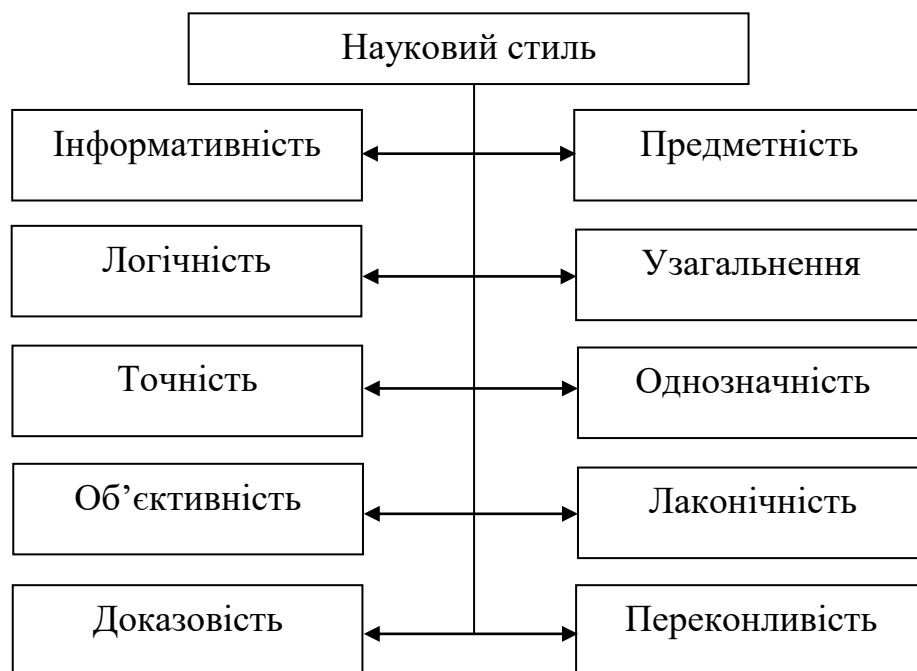 Науковий стиль
Інформативність
Предметність
Логічність
Узагальнення
Точність
Однозначність
Об’єктивність
Лаконічність
Доказовість
Переконливість